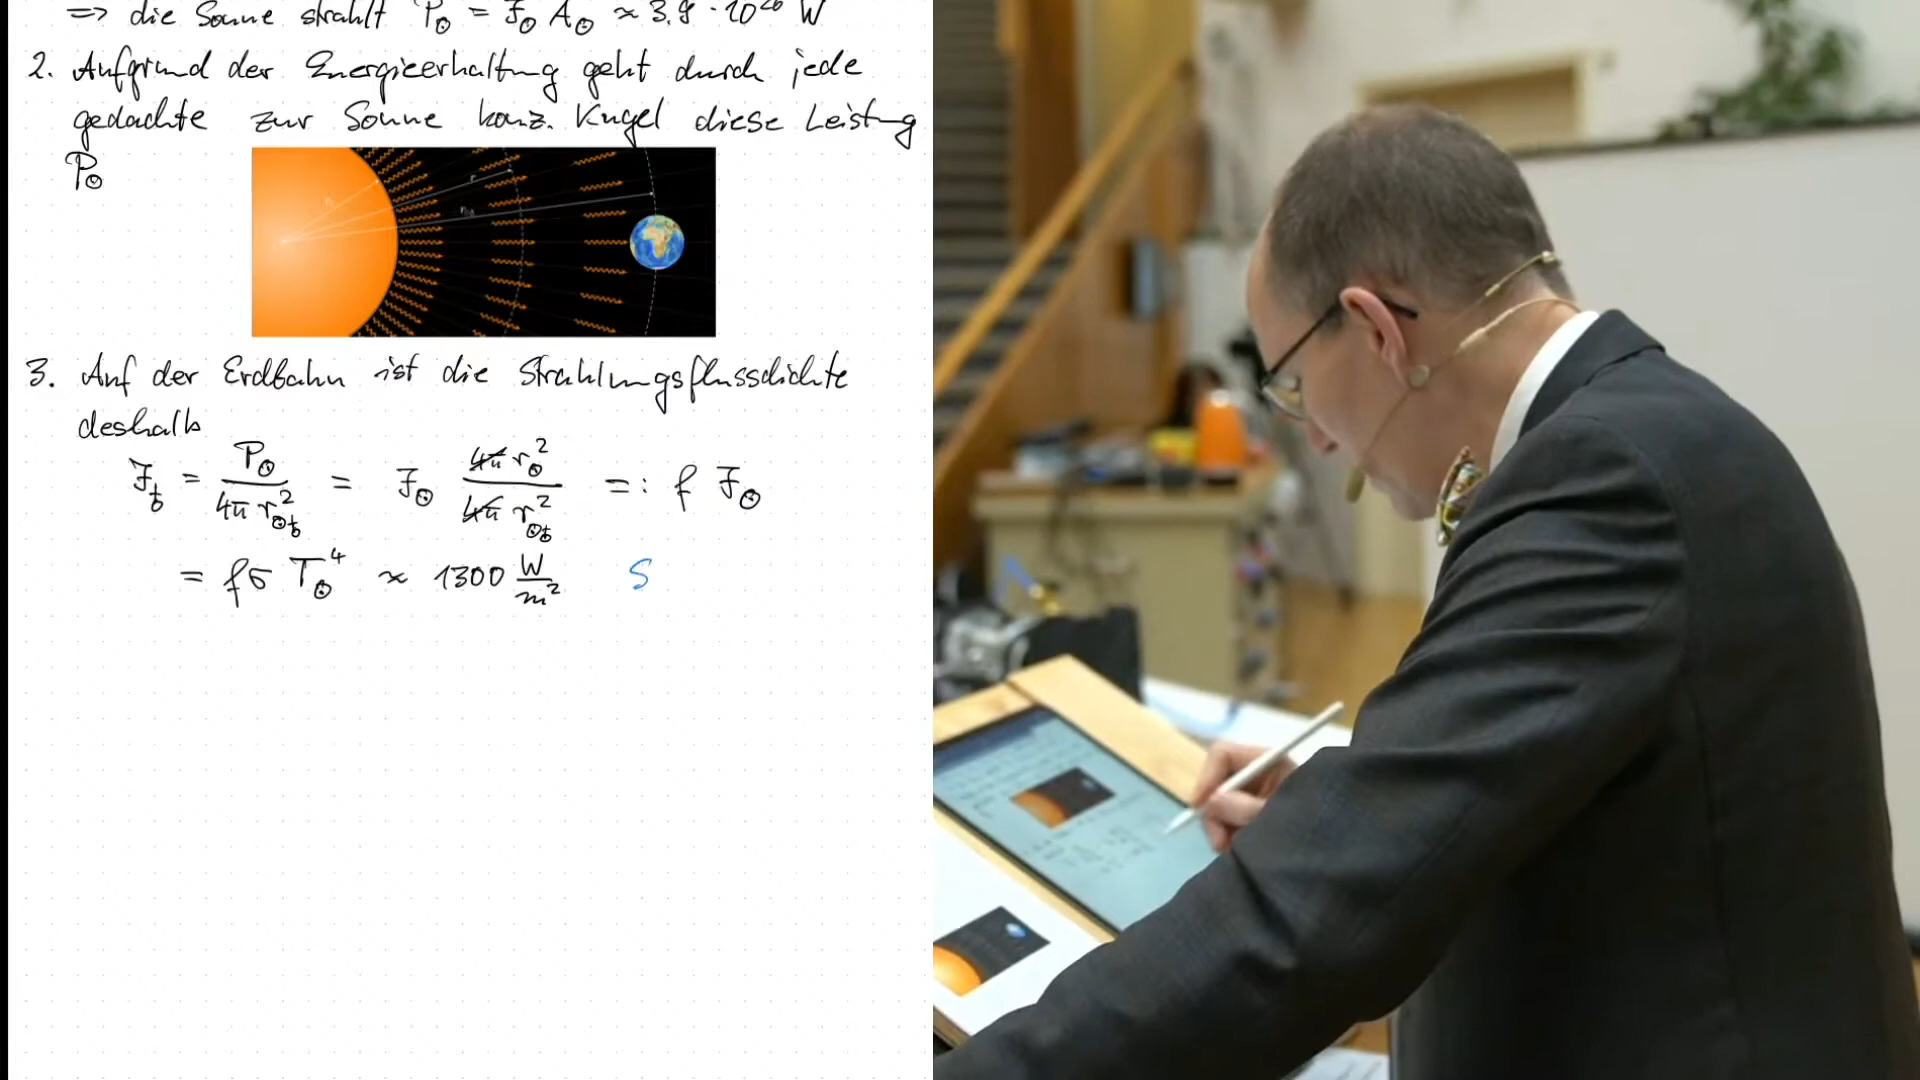 => die Sonne strahlt P☉ = F☉ A☉ ≈ 3.8 · 10²⁶ W
2. Aufgrund der Energieerhaltung geht durch jede
gedachte zur Sonne konz. Kugel diese Leistung
P☉
3. Auf der Erdbahn ist die Strahlungsflussdichte
deshalb
F♁ = P☉ / 4π r²☉♁ = F☉ 4π r☉² / 4π r²☉♁ =: f F☉
= f σ T☉⁴ ≈ 1300 W/m² S